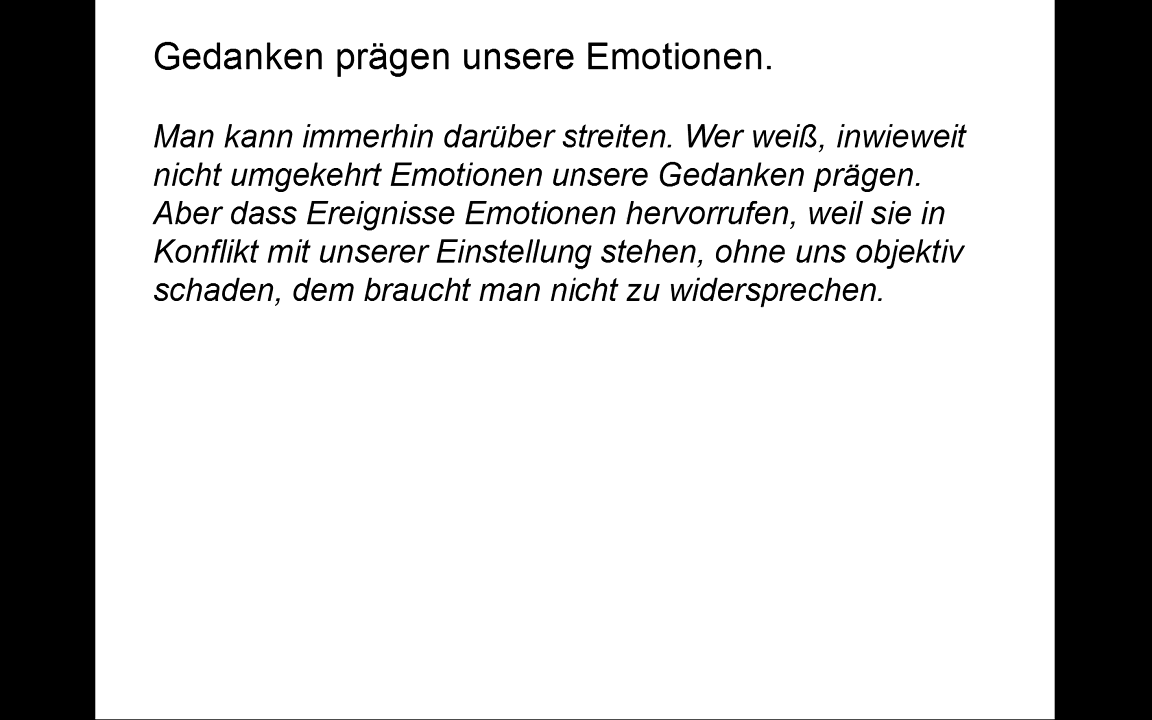 Gedanken prägen unsere Emotionen.
Man kann immerhin darüber streiten. Wer weiß, inwieweit
nicht umgekehrt Emotionen unsere Gedanken prägen.
Aber dass Ereignisse Emotionen hervorrufen, weil sie in
Konflikt mit unserer Einstellung stehen, ohne uns objektiv
schaden, dem braucht man nicht zu widersprechen.